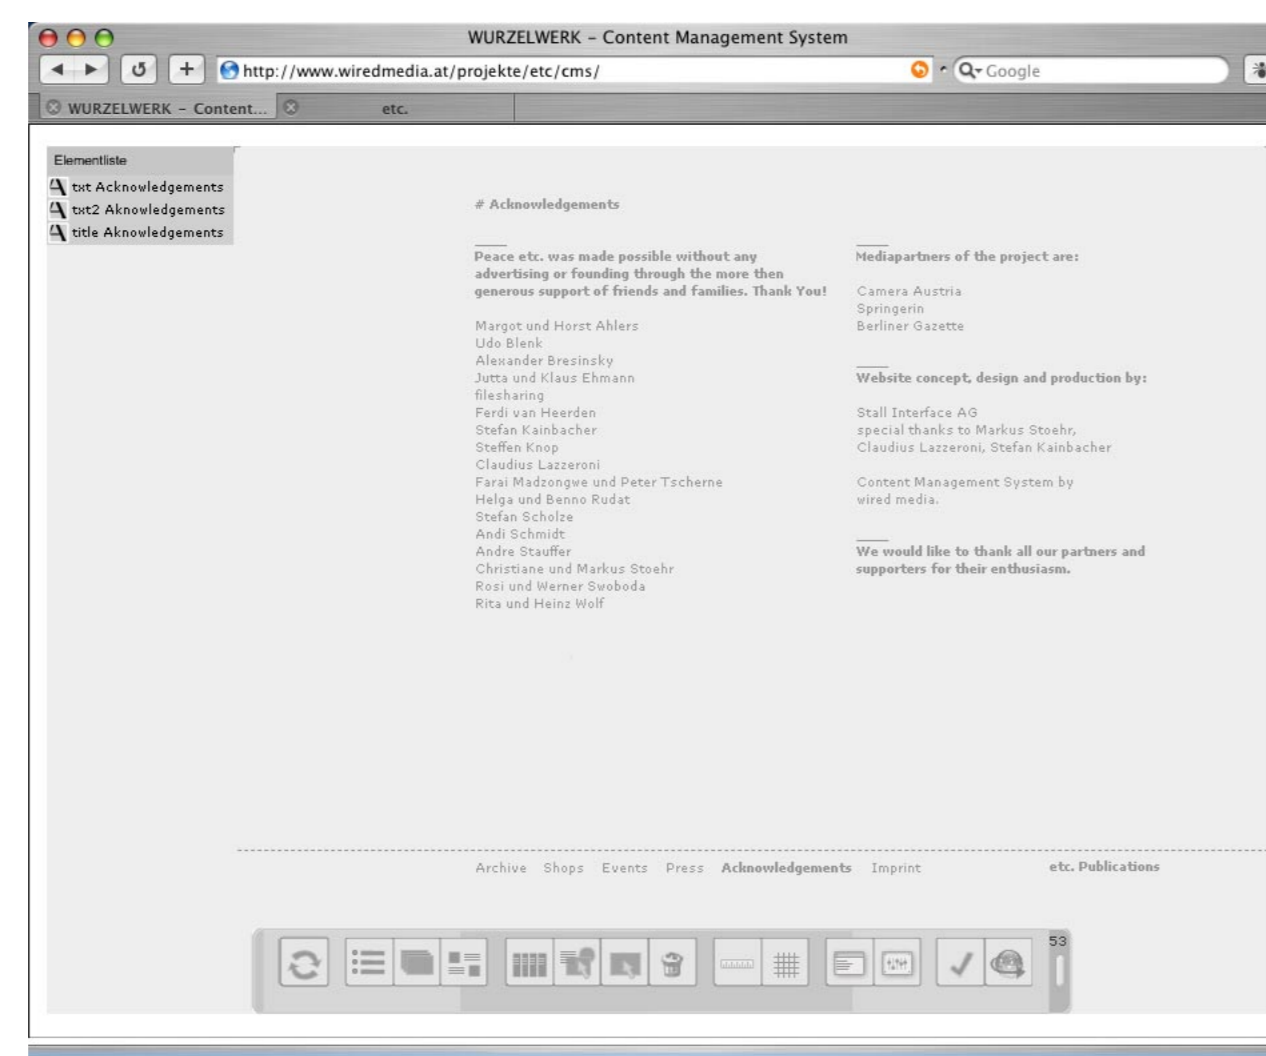 WURZELWERK – Content Management System
http://www.wiredmedia.at/projekte/etc/cms/
Google
WURZELWERK – Content...
etc.
Elementliste
txt Acknowledgements
txt2 Aknowledgements
title Aknowledgements
# Acknowledgements
Peace etc. was made possible without any
advertising or founding through the more then
generous support of friends and families. Thank You!
Margot und Horst Ahlers
Udo Blenk
Alexander Bresinsky
Jutta und Klaus Ehmann
filesharing
Ferdi van Heerden
Stefan Kainbacher
Steffen Knop
Claudius Lazzeroni
Farai Madzongwe und Peter Tscherne
Helga und Benno Rudat
Stefan Scholze
Andi Schmidt
Andre Stauffer
Christiane und Markus Stoehr
Rosi und Werner Swoboda
Rita und Heinz Wolf
Mediapartners of the project are:
Camera Austria
Springerin
Berliner Gazette
Website concept, design and production by:
Stall Interface AG
special thanks to Markus Stoehr,
Claudius Lazzeroni, Stefan Kainbacher
Content Management System by
wired media.
We would like to thank all our partners and
supporters for their enthusiasm.
Archive Shops Events Press Acknowledgements Imprint etc. Publications
53